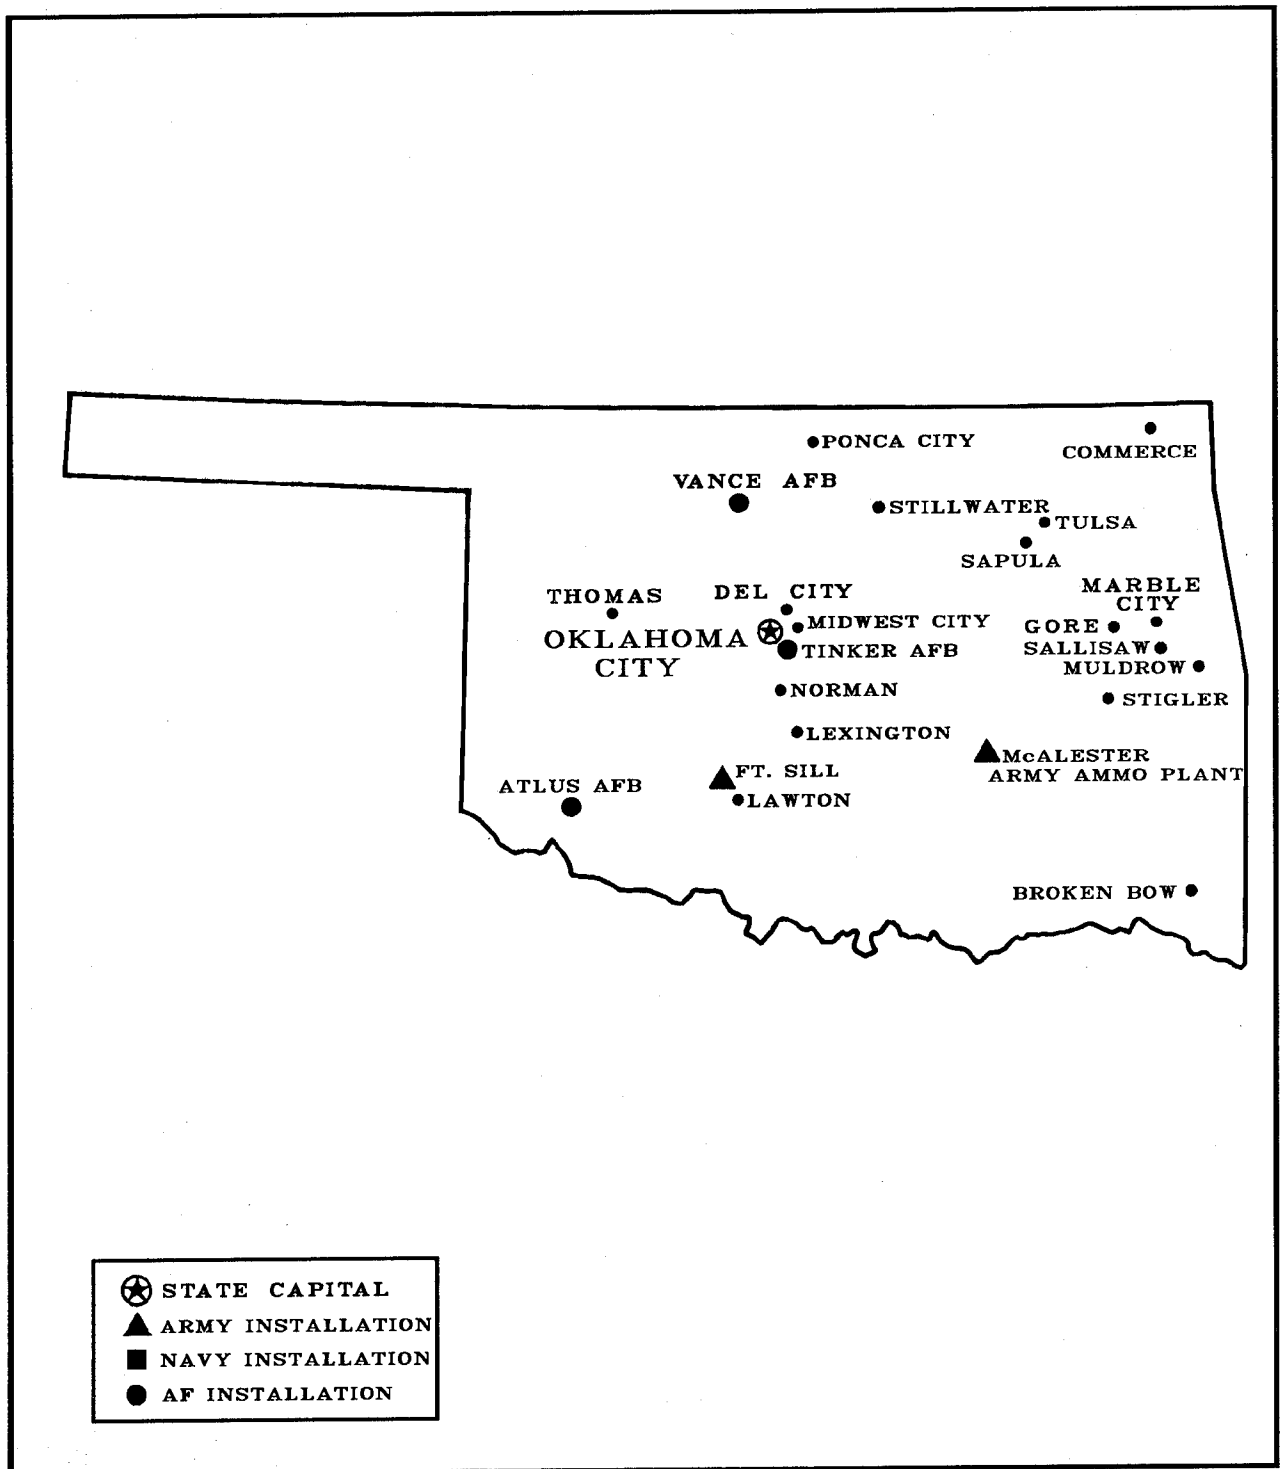 PONCA CITY
COMMERCE
VANCE AFB
STILLWATER
TULSA
SAPULA
MARBLE
CITY
THOMAS
DEL CITY
MIDWEST CITY
GORE
OKLAHOMA
CITY
TINKER AFB
SALLISAW
MULDROW
NORMAN
STIGLER
LEXINGTON
McALESTER
ARMY AMMO PLANT
FT. SILL
ATLUS AFB
LAWTON
BROKEN BOW
STATE CAPITAL
ARMY INSTALLATION
NAVY INSTALLATION
AF INSTALLATION